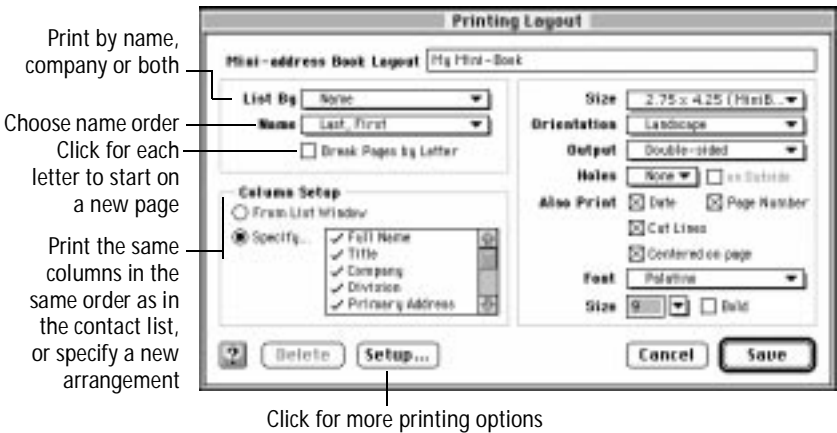 Printing Layout
Mini-address Book Layout My Mini-Book
Print by name,
company or both
List By Name
Choose name order
Name Last, First
Click for each
letter to start on
a new page
Break Pages by Letter
Print the same
columns in the
same order as in
the contact list,
or specify a new
arrangement
Column Setup
From List Window
Specify...
Full Name
Title
Company
Division
Primary Address
Size 2.75 x 4.25 (MiniB...
Orientation Landscape
Output Double-sided
Holes None on Outside
Also Print Date Page Number
Cut Lines
Centered on page
Font Palatino
Size 9 Bold
? Delete Setup... Cancel Save
Click for more printing options